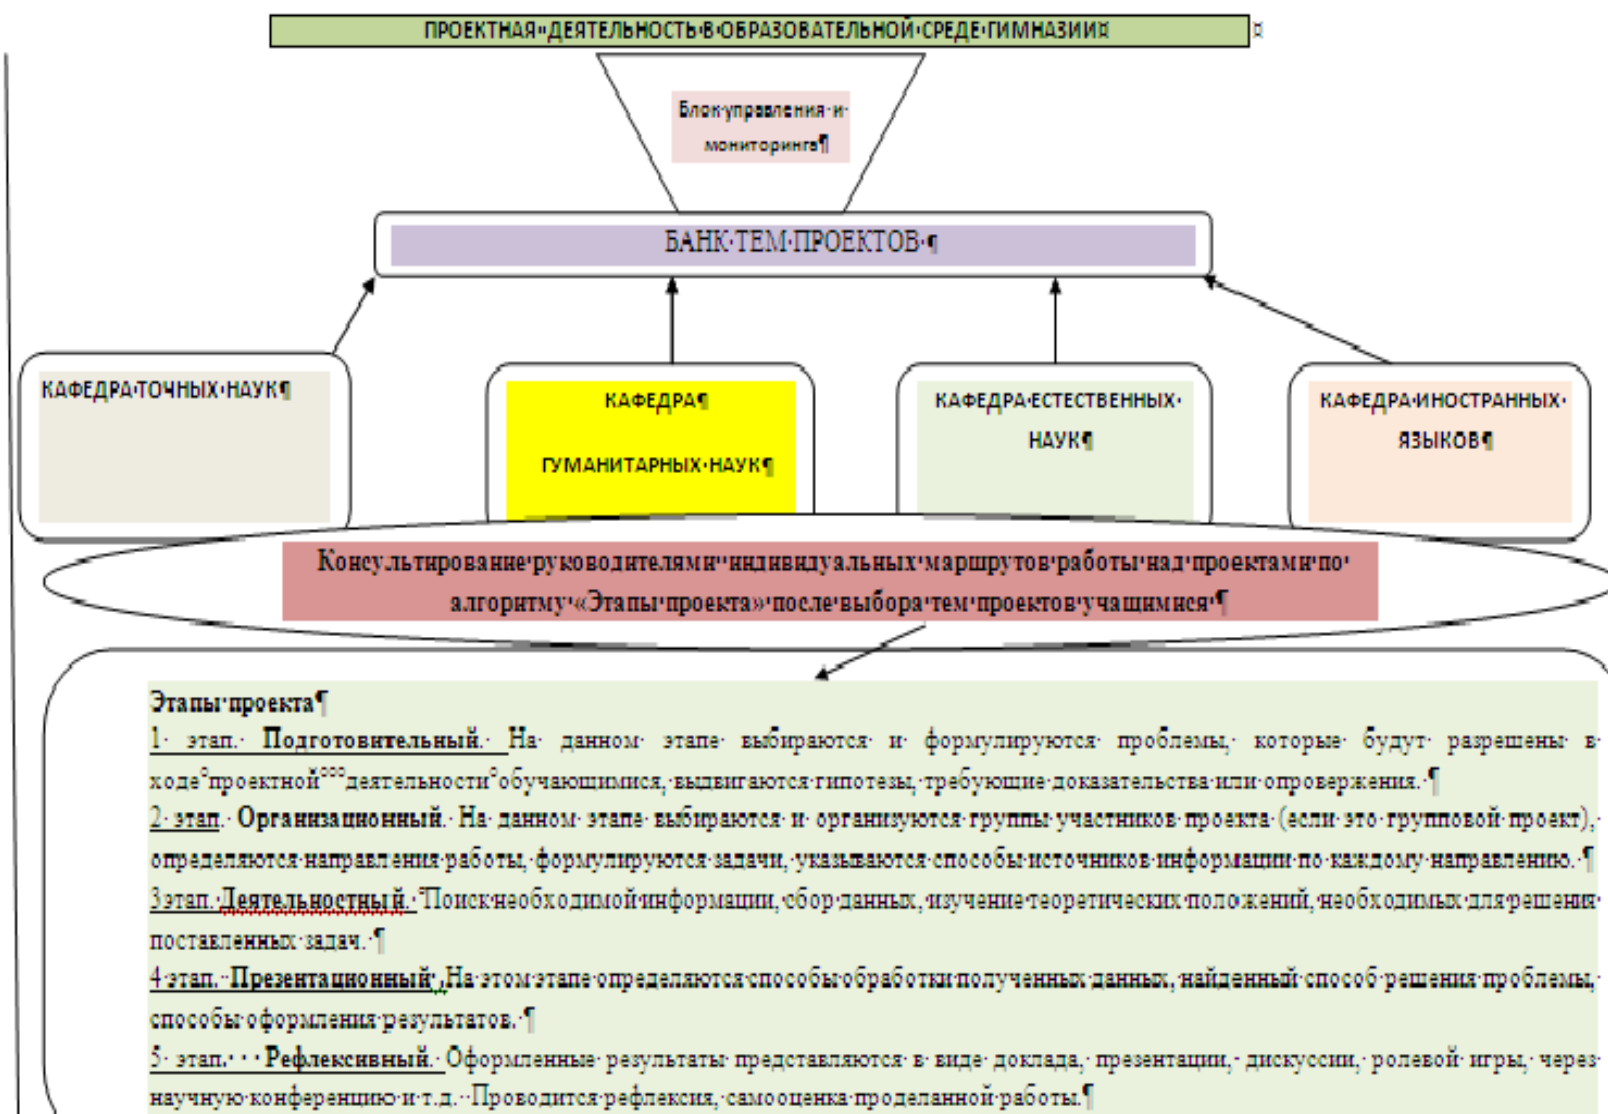 ПРОЕКТНАЯ ДЕЯТЕЛЬНОСТЬ В ОБРАЗОВАТЕЛЬНОЙ СРЕДЕ ГИМНАЗИИ
Блок управления и
мониторинга
БАНК ТЕМ ПРОЕКТОВ
КАФЕДРА ТОЧНЫХ НАУК
КАФЕДРА
ГУМАНИТАРНЫХ НАУК
КАФЕДРА ЕСТЕСТВЕННЫХ
НАУК
КАФЕДРА ИНОСТРАННЫХ
ЯЗЫКОВ
Консультирование руководителями индивидуальных маршрутов работы над проектами по
алгоритму «Этапы проекта» после выбора тем проектов учащимися
Этапы проекта
1 этап. Подготовительный. На данном этапе выбираются и формулируются проблемы, которые будут разрешены в
ходе проектной деятельности обучающимися, выдвигаются гипотезы, требующие доказательства или опровержения.
2 этап. Организационный. На данном этапе выбираются и организуются группы участников проекта (если это групповой проект),
определяются направления работы, формулируются задачи, указываются способы источников информации по каждому направлению.
3этап. Деятельностный. Поиск необходимой информации, сбор данных, изучение теоретических положений, необходимых для решения
поставленных задач.
4 этап. Презентационный. На этом этапе определяются способы обработки полученных данных, найденный способ решения проблемы,
способы оформления результатов.
5 этап. Рефлексивный. Оформленные результаты представляются в виде доклада, презентации, дискуссии, ролевой игры, через
научную конференцию и т.д. Проводится рефлексия, самооценка проделанной работы.